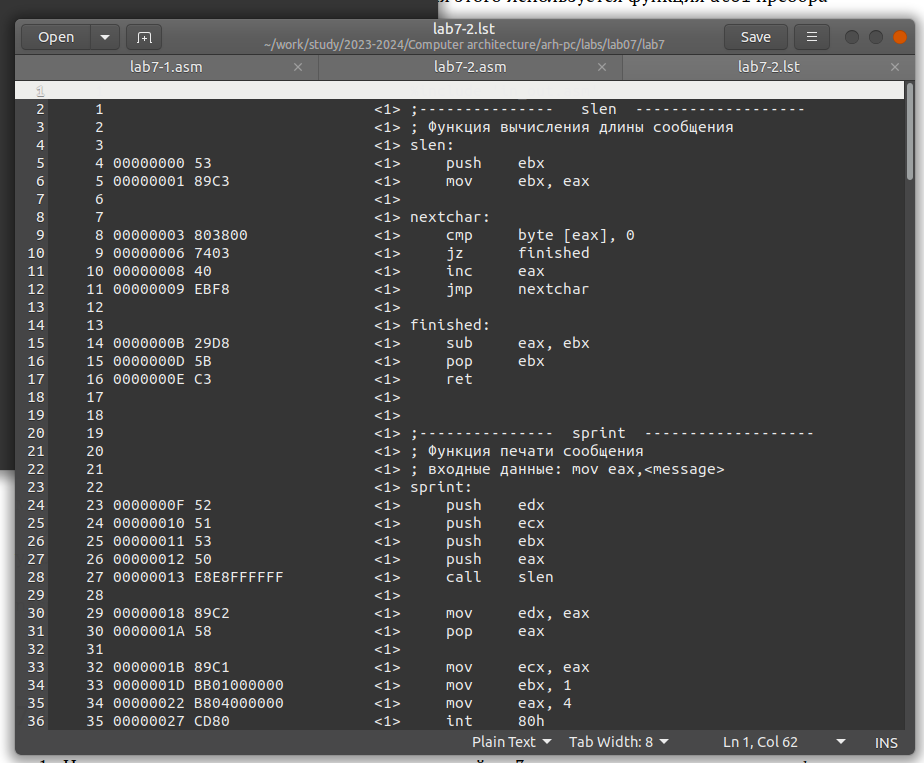 ся функция
Open
lab7-2.lst
~/work/study/2023-2024/Computer architecture/arh-pc/labs/lab07/lab7
Save
lab7-1.asm × lab7-2.asm × lab7-2.lst ×
1
2 1 <1> ;--------------- slen -------------------
3 2 <1> ; Функция вычисления длины сообщения
4 3 <1> slen:
5 4 00000000 53 <1> push ebx
6 5 00000001 89C3 <1> mov ebx, eax
7 6 <1>
8 7 <1> nextchar:
9 8 00000003 803800 <1> cmp byte [eax], 0
10 9 00000006 7403 <1> jz finished
11 10 00000008 40 <1> inc eax
12 11 00000009 EBF8 <1> jmp nextchar
13 12 <1>
14 13 <1> finished:
15 14 0000000B 29D8 <1> sub eax, ebx
16 15 0000000D 5B <1> pop ebx
17 16 0000000E C3 <1> ret
18 17 <1>
19 18 <1>
20 19 <1> ;--------------- sprint -------------------
21 20 <1> ; Функция печати сообщения
22 21 <1> ; входные данные: mov eax,<message>
23 22 <1> sprint:
24 23 0000000F 52 <1> push edx
25 24 00000010 51 <1> push ecx
26 25 00000011 53 <1> push ebx
27 26 00000012 50 <1> push eax
28 27 00000013 E8E8FFFFFF <1> call slen
29 28 <1>
30 29 00000018 89C2 <1> mov edx, eax
31 30 0000001A 58 <1> pop eax
32 31 <1>
33 32 0000001B 89C1 <1> mov ecx, eax
34 33 0000001D BB01000000 <1> mov ebx, 1
35 34 00000022 B804000000 <1> mov eax, 4
36 35 00000027 CD80 <1> int 80h
Plain Text Tab Width: 8 Ln 1, Col 62 INS